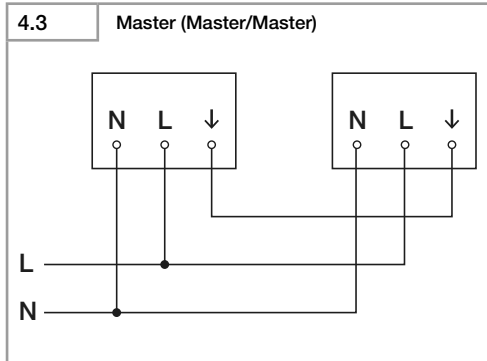 4.3 Master (Master/Master)
N L ↓ N L ↓
L
N